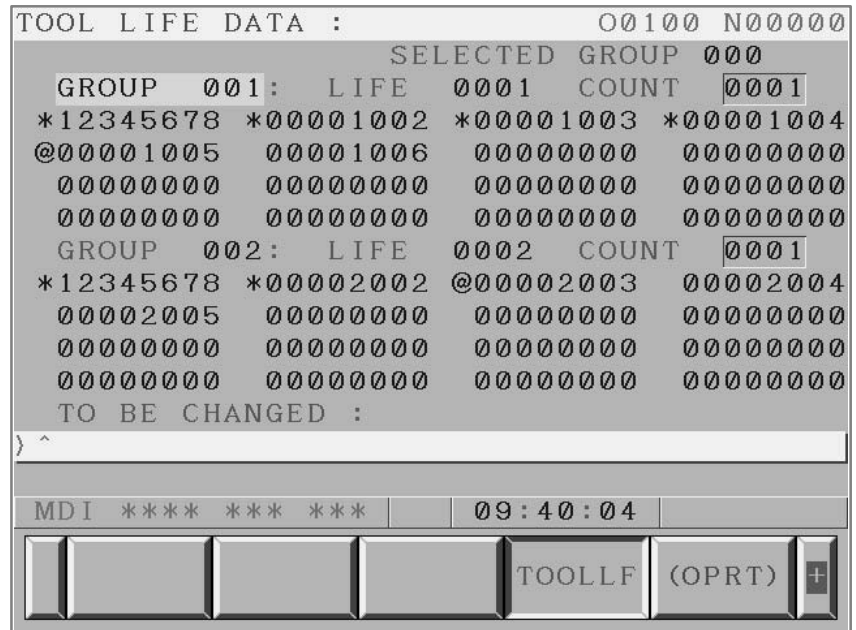 TOOL LIFE DATA : O0100 N00000
SELECTED GROUP 000
GROUP 001: LIFE 0001 COUNT 0001
*12345678 *00001002 *00001003 *00001004
@00001005 00001006 00000000 00000000
00000000 00000000 00000000 00000000
00000000 00000000 00000000 00000000
GROUP 002: LIFE 0002 COUNT 0001
*12345678 *00002002 @00002003 00002004
00002005 00000000 00000000 00000000
00000000 00000000 00000000 00000000
00000000 00000000 00000000 00000000
TO BE CHANGED :
) ^
MDI **** *** *** 09:40:04
TOOLLF (OPRT) +